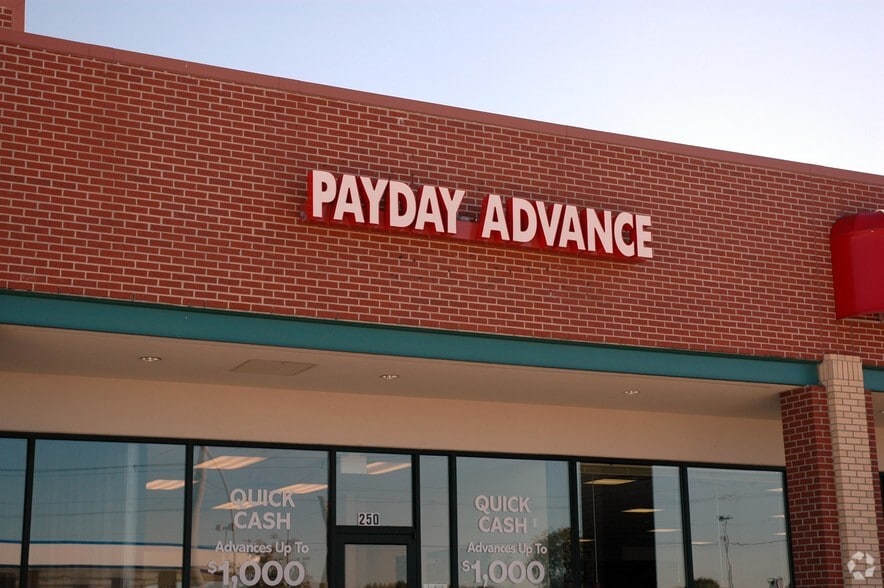 PAYDAY ADVANCE
QUICK
CASH
Advances Up To
$1,000
250
QUICK
CASH
Advances Up To
$1,000